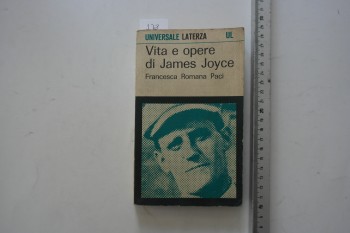 UNIVERSALE LATERZA UL
Vita e opere
di James Joyce
Francesca Romana Paci